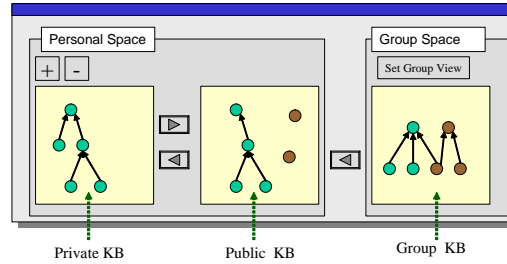 Personal Space
Group Space
+ -
Set Group View
Private KB
Public KB
Group KB